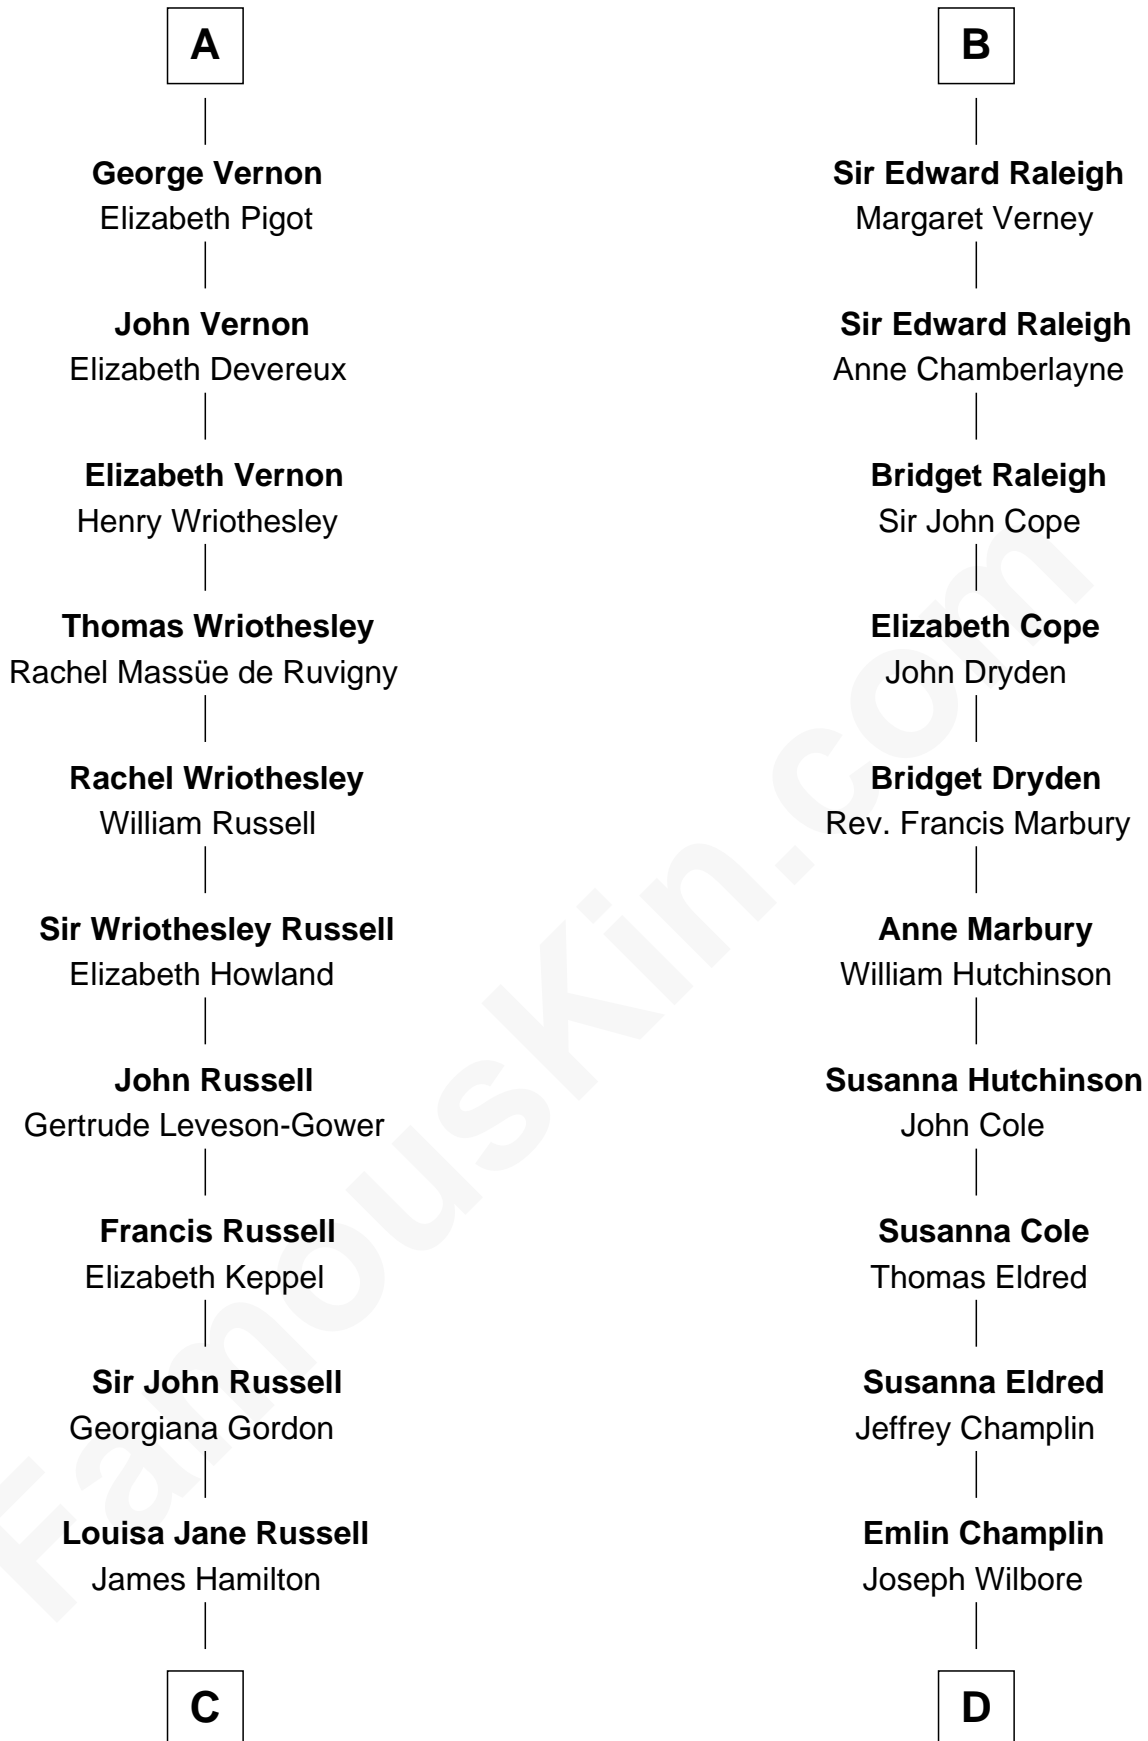 A
George Vernon
Elizabeth Pigot
John Vernon
Elizabeth Devereux
Elizabeth Vernon
Henry Wriothesley
Thomas Wriothesley
Rachel Massüe de Ruvigny
Rachel Wriothesley
William Russell
Sir Wriothesley Russell
Elizabeth Howland
John Russell
Gertrude Leveson-Gower
Francis Russell
Elizabeth Keppel
Sir John Russell
Georgiana Gordon
Louisa Jane Russell
James Hamilton
C
B
Sir Edward Raleigh
Margaret Verney
Sir Edward Raleigh
Anne Chamberlayne
Bridget Raleigh
Sir John Cope
Elizabeth Cope
John Dryden
Bridget Dryden
Rev. Francis Marbury
Anne Marbury
William Hutchinson
Susanna Hutchinson
John Cole
Susanna Cole
Thomas Eldred
Susanna Eldred
Jeffrey Champlin
Emlin Champlin
Joseph Wilbore
D
FamousKin.com